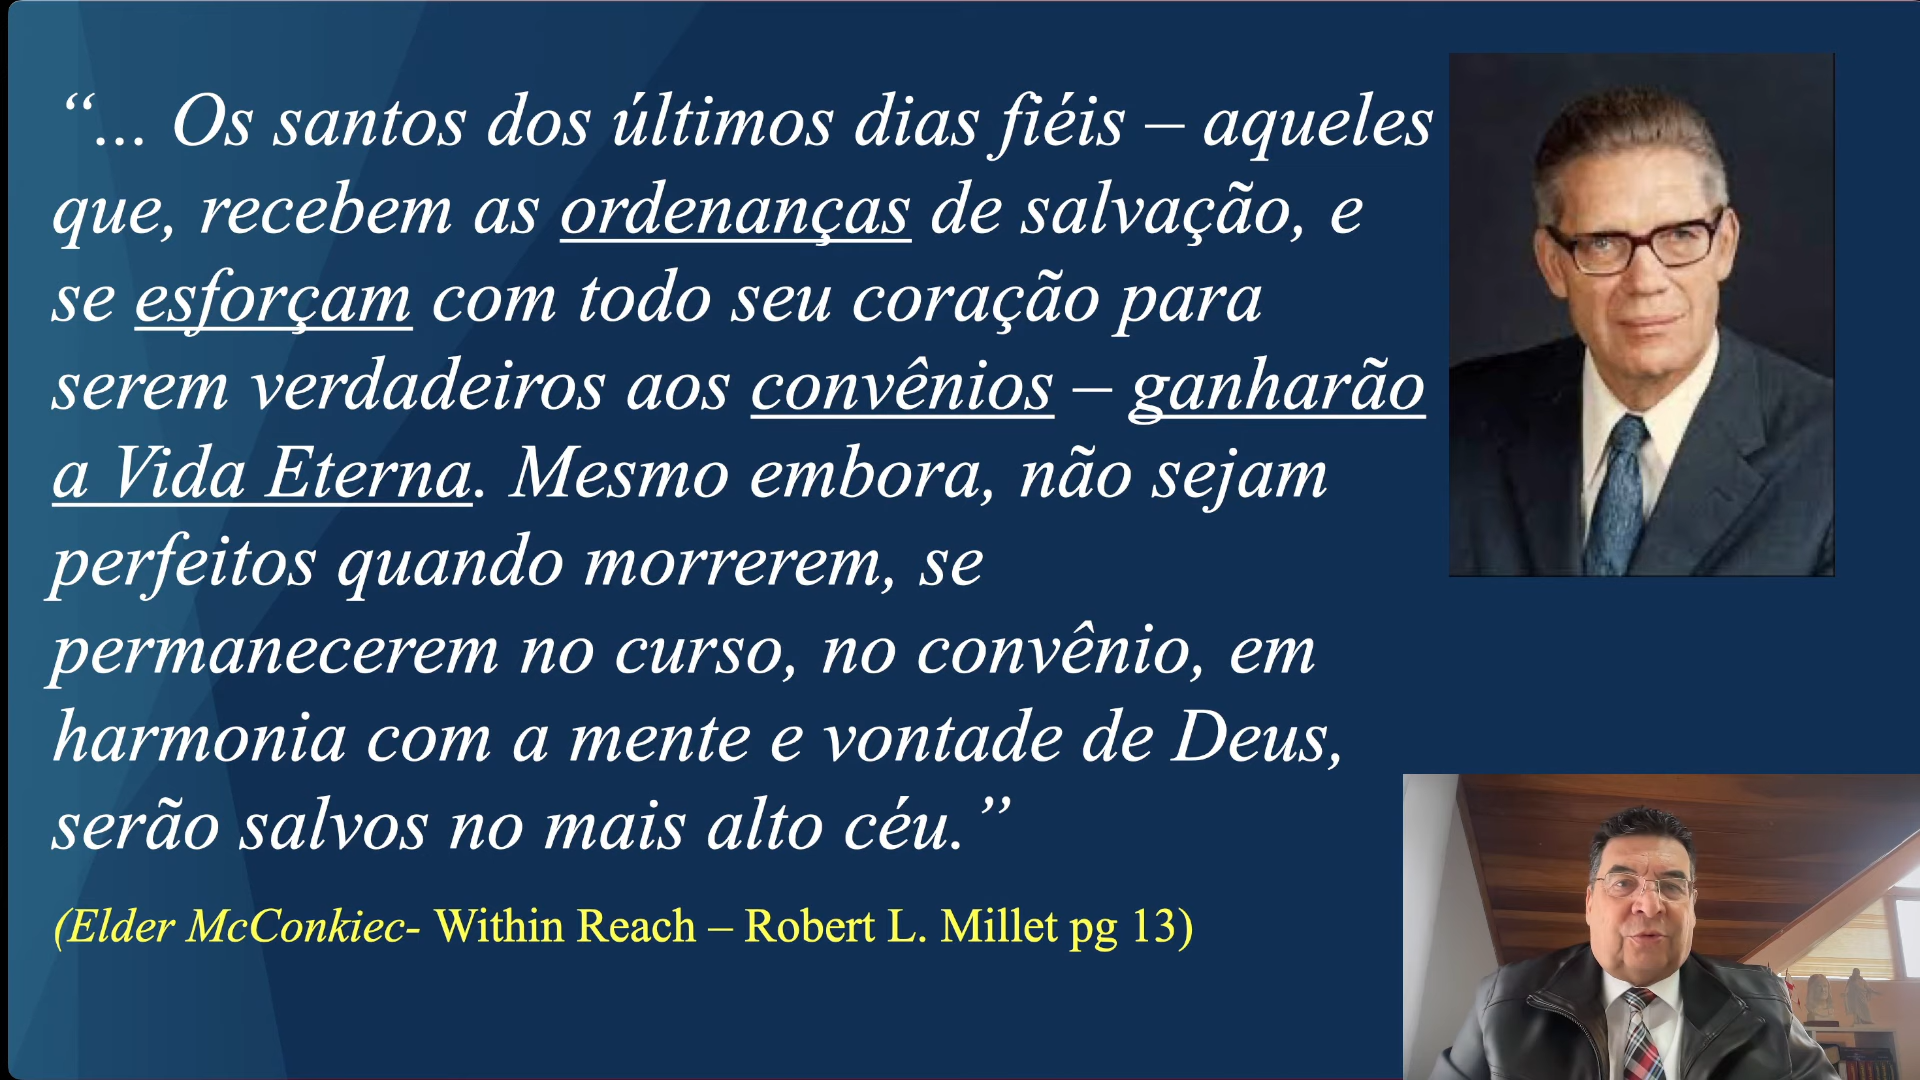 “... Os santos dos últimos dias fiéis – aqueles
que, recebem as ordenanças de salvação, e
se esforçam com todo seu coração para
serem verdadeiros aos convênios – ganharão
a Vida Eterna. Mesmo embora, não sejam
perfeitos quando morrerem, se
permanecerem no curso, no convênio, em
harmonia com a mente e vontade de Deus,
serão salvos no mais alto céu.”
(Elder McConkiec- Within Reach – Robert L. Millet pg 13)